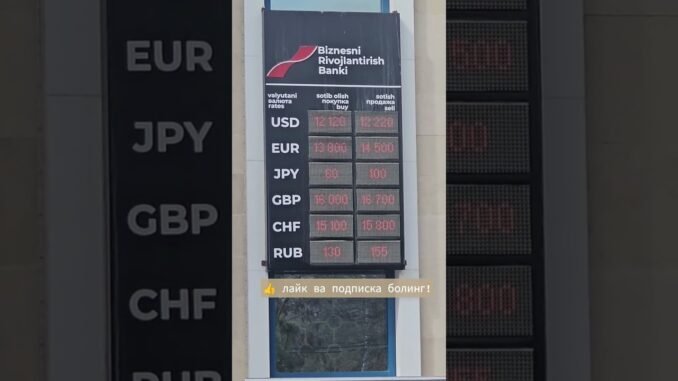 Biznesni
Rivojlantirish
Banki
valyutani
валюта
rates
sotib olish
покупка
buy
sotish
продажа
sell
USD 12 120 12 220
EUR 13 800 14 500
JPY 80 100
GBP 16 000 16 700
CHF 15 100 15 800
RUB 130 155
👍 лайк ва подписка болинг!
EUR
JPY
GBP
CHF
RUB